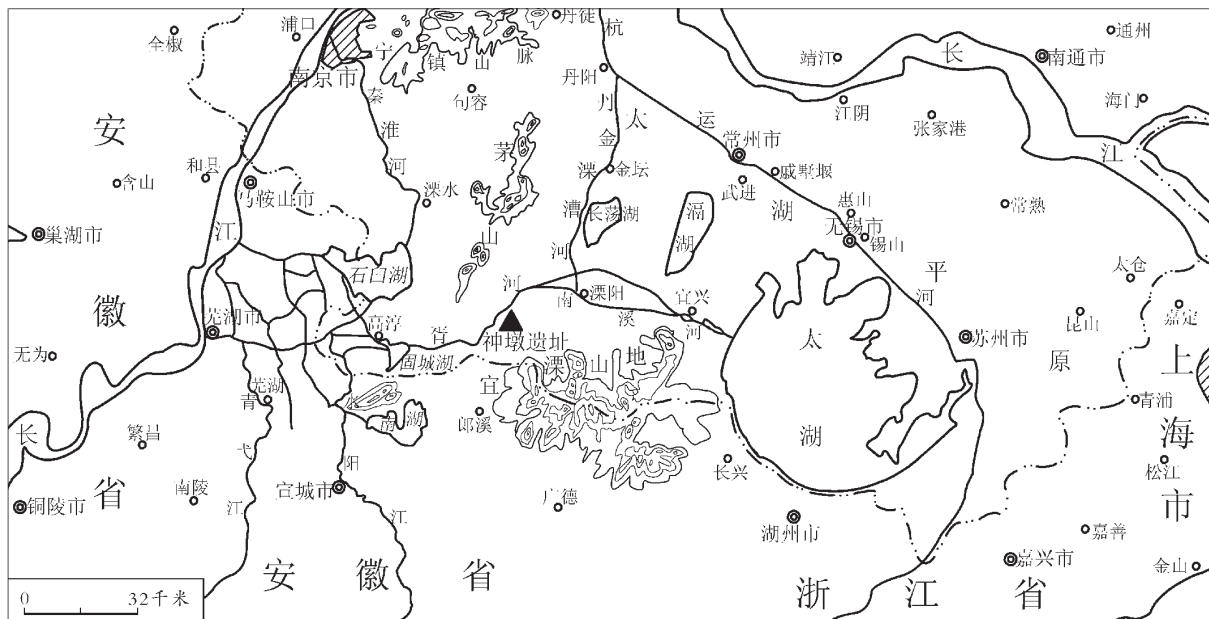 全椒
浦口
丹徒
杭
通州
南京市
宁
镇
山
脉
丹阳
靖江
长
南通市
秦
淮
河
句容
丹
金
溧
漕
河
太
江阴
海门
安
运
张家港
常州市
江
茅
山
和县
含山
马鞍山市
金坛
武进
戚墅堰
溧水
长荡湖
滆
湖
湖
惠山
常熟
江
无锡市
锡山
巢湖市
石臼湖
平
太仓
河
徽
芜湖市
高淳
胥
河
南
溪
河
溧阳
宜兴
嘉定
昆山
苏州市
神墩遗址
无为
固城湖
宜
溧
山
地
太
湖
原
上
海
市
芜湖
青
弋
江
水
阳
江
南湖
郎溪
青浦
长
繁昌
长兴
松江
省
南陵
宣城市
铜陵市
广德
湖州市
嘉善
嘉兴市
金山
安
徽
省
浙
江
省
0
32千米